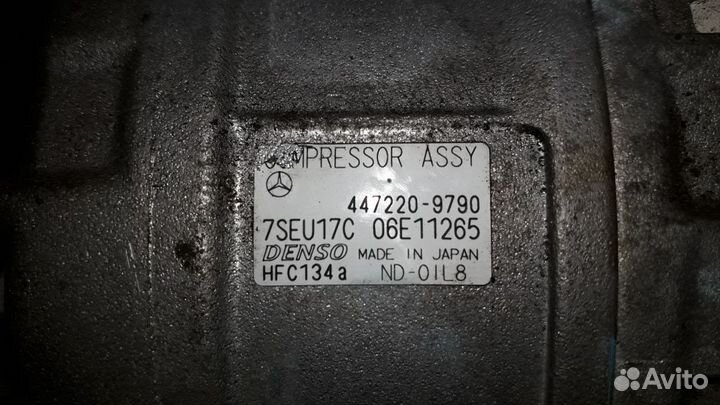 COMPRESSOR ASSY
447220-9790
7SEU17C 06E11265
DENSO MADE IN JAPAN
HFC134a ND-OIL8
Avito